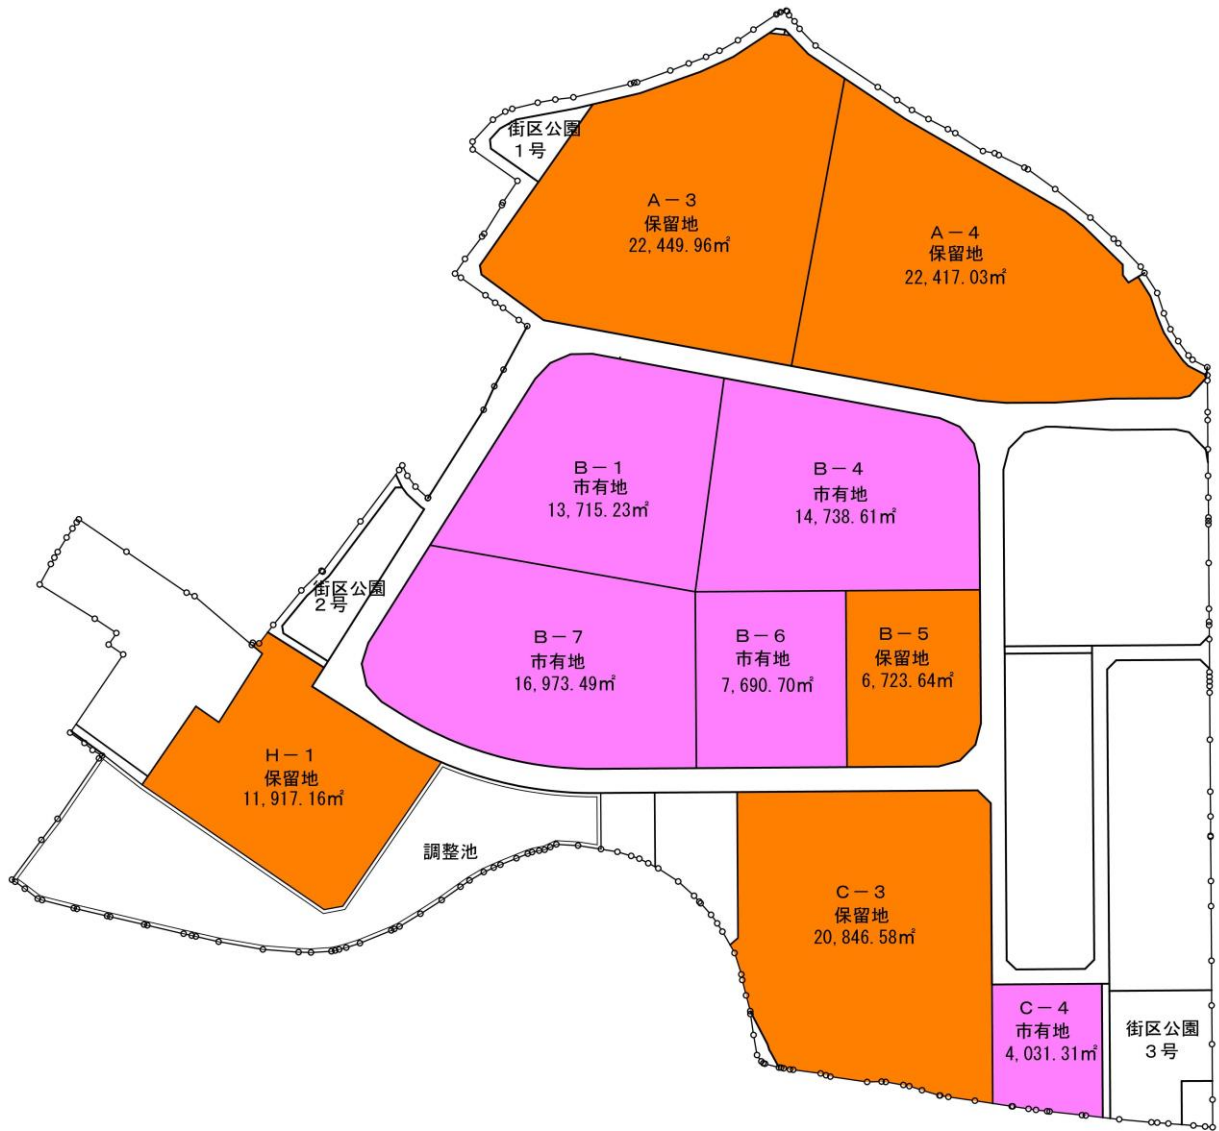 街区公園
1号
A-3
保留地
22,449.96㎡
A-4
保留地
22,417.03㎡
B-1
市有地
13,715.23㎡
B-4
市有地
14,738.61㎡
街区公園
2号
B-7
市有地
16,973.49㎡
B-6
市有地
7,690.70㎡
B-5
保留地
6,723.64㎡
H-1
保留地
11,917.16㎡
調整池
C-3
保留地
20,846.58㎡
C-4
市有地
4,031.31㎡
街区公園
3号